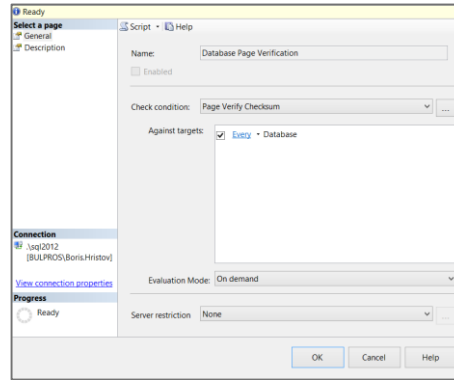 Ready
Select a page
General
Description
Script
Help
Name:
Database Page Verification
Enabled
Check condition:
Page Verify Checksum
...
Against targets:
Every
Database
Connection
.\sql2012
[BULPROS\Boris.Hristov]
View connection properties
Evaluation Mode:
On demand
Progress
Ready
Server restriction
None
...
OK
Cancel
Help